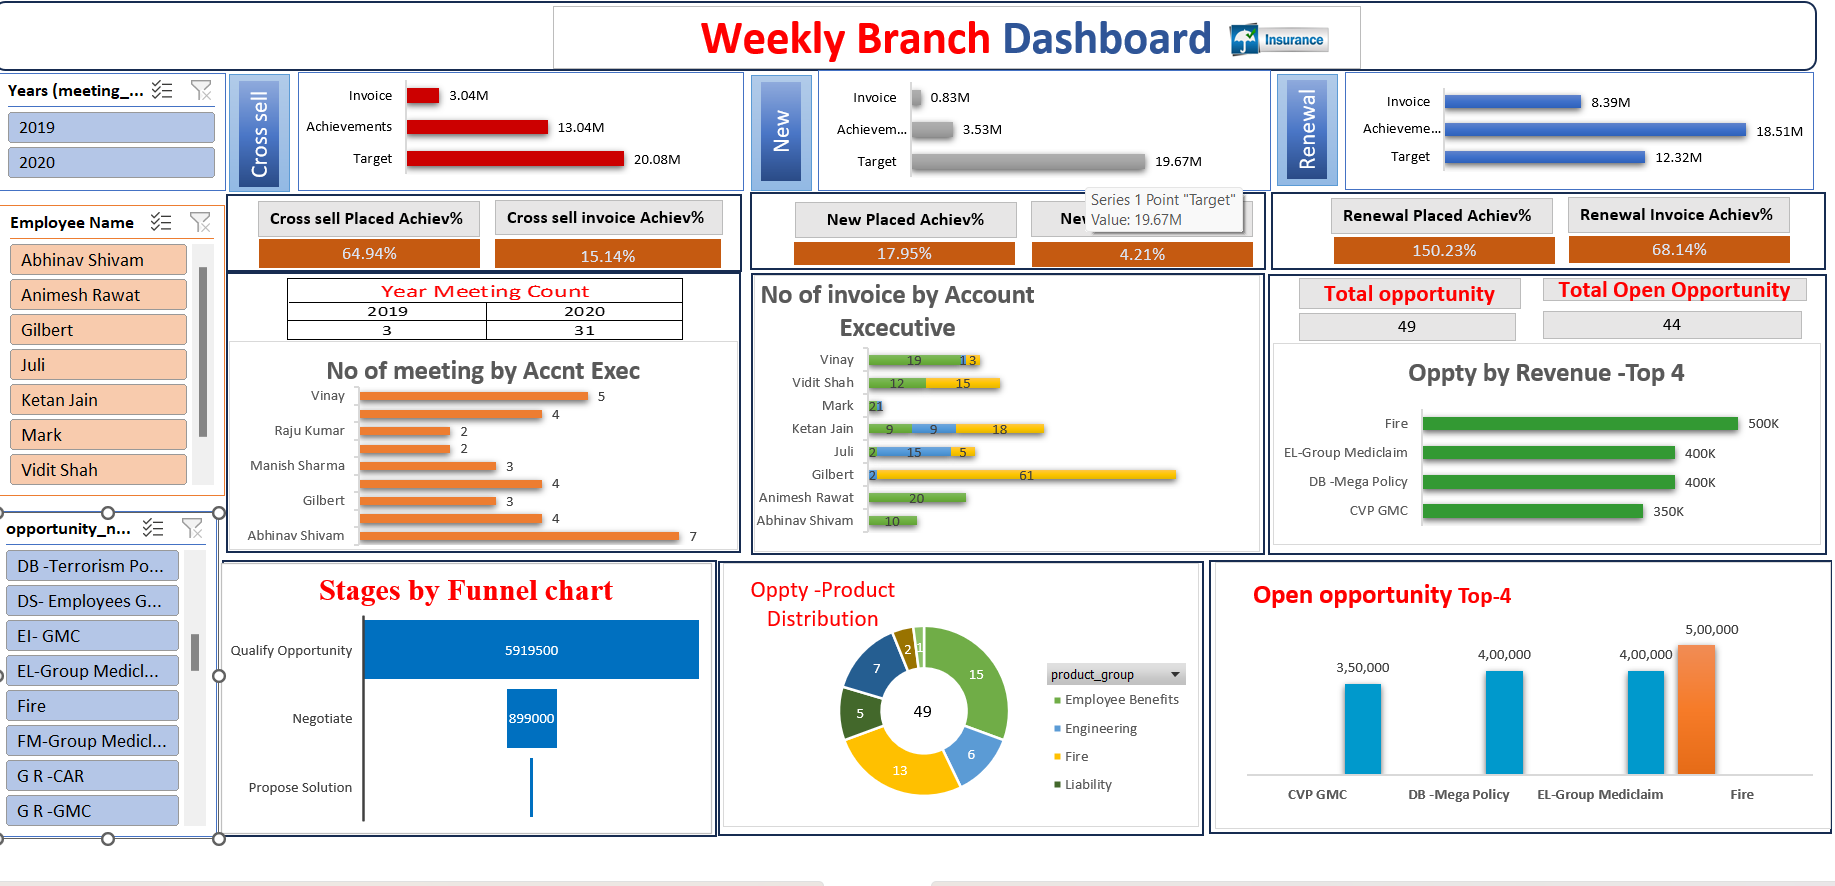 Weekly Branch Dashboard
Insurance
Years (meeting_...
2019
2020
Cross sell
Invoice 3.04M
Achievements 13.04M
Target 20.08M
New
Invoice 0.83M
Achievem... 3.53M
Target 19.67M
Renewal
Invoice 8.39M
Achieveme... 18.51M
Target 12.32M
Series 1 Point "Target"
Value: 19.67M
Employee Name
Abhinav Shivam
Animesh Rawat
Gilbert
Juli
Ketan Jain
Mark
Vidit Shah
Cross sell Placed Achiev%
64.94%
Cross sell invoice Achiev%
15.14%
New Placed Achiev%
17.95%
4.21%
Renewal Placed Achiev%
150.23%
Renewal Invoice Achiev%
68.14%
Year Meeting Count
2019 2020
3 31
No of meeting by Accnt Exec
Vinay 5
4
Raju Kumar 2
2
Manish Sharma 3
4
Gilbert 3
4
Abhinav Shivam 7
No of invoice by Account
Excecutive
Vinay 19 1 3
Vidit Shah 12 15
Mark 2 1
Ketan Jain 9 9 18
Juli 2 15 5
Gilbert 2 61
Animesh Rawat 20
Abhinav Shivam 10
Total opportunity
49
Total Open Opportunity
44
Oppty by Revenue -Top 4
Fire 500K
EL-Group Mediclaim 400K
DB -Mega Policy 400K
CVP GMC 350K
opportunity_n...
DB -Terrorism Po...
DS- Employees G...
EI- GMC
EL-Group Medicl...
Fire
FM-Group Medicl...
G R -CAR
G R -GMC
Stages by Funnel chart
Qualify Opportunity 5919500
Negotiate 899000
Propose Solution
Oppty -Product
Distribution
15
6
13
5
7
2
1
49
product_group
Employee Benefits
Engineering
Fire
Liability
Open opportunity Top-4
3,50,000
4,00,000
4,00,000
5,00,000
CVP GMC
DB -Mega Policy
EL-Group Mediclaim
Fire